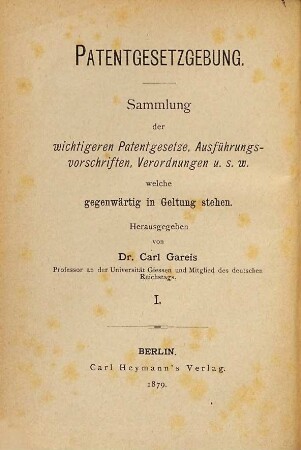 PATENTGESETZGEBUNG.
Sammlung
der
wichtigeren Patentgesetze, Ausführungs-
vorschriften, Verordnungen u. s. w.
welche
gegenwärtig in Geltung stehen.
Herausgegeben
von
Dr. Carl Gareis
Professor an der Universität Giessen und Mitglied des deutschen
Reichstags.
I.
BERLIN.
Carl Heymann's Verlag.
1879.